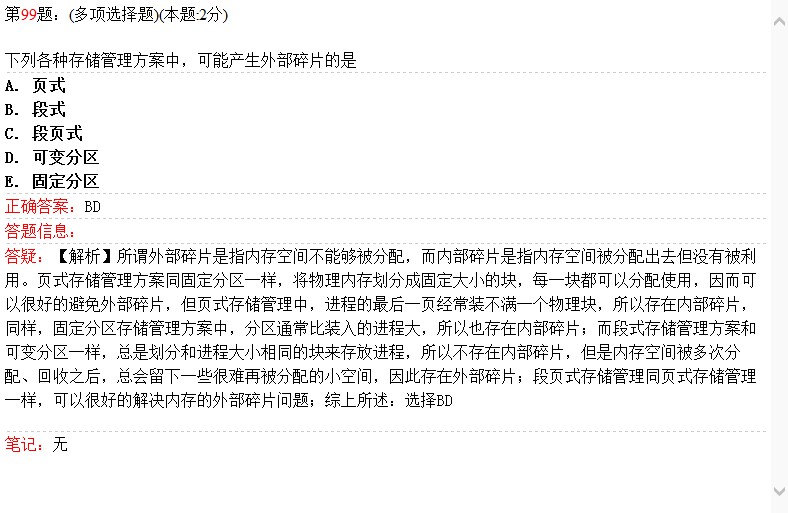 第99题：(多项选择题)(本题:2分)
下列各种存储管理方案中，可能产生外部碎片的是
A. 页式
B. 段式
C. 段页式
D. 可变分区
E. 固定分区
正确答案：BD
答题信息：
答疑：【解析】所谓外部碎片是指内存空间不能够被分配，而内部碎片是指内存空间被分配出去但没有被利
用。页式存储管理方案同固定分区一样，将物理内存划分成固定大小的块，每一块都可以分配使用，因而可
以很好的避免外部碎片，但页式存储管理中，进程的最后一页经常装不满一个物理块，所以存在内部碎片，
同样，固定分区存储管理方案中，分区通常比装入的进程大，所以也存在内部碎片；而段式存储管理方案和
可变分区一样，总是划分和进程大小相同的块来存放进程，所以不存在内部碎片，但是内存空间被多次分
配、回收之后，总会留下一些很难再被分配的小空间，因此存在外部碎片；段页式存储管理同页式存储管理
一样，可以很好的解决内存的外部碎片问题；综上所述：选择BD
笔记：无